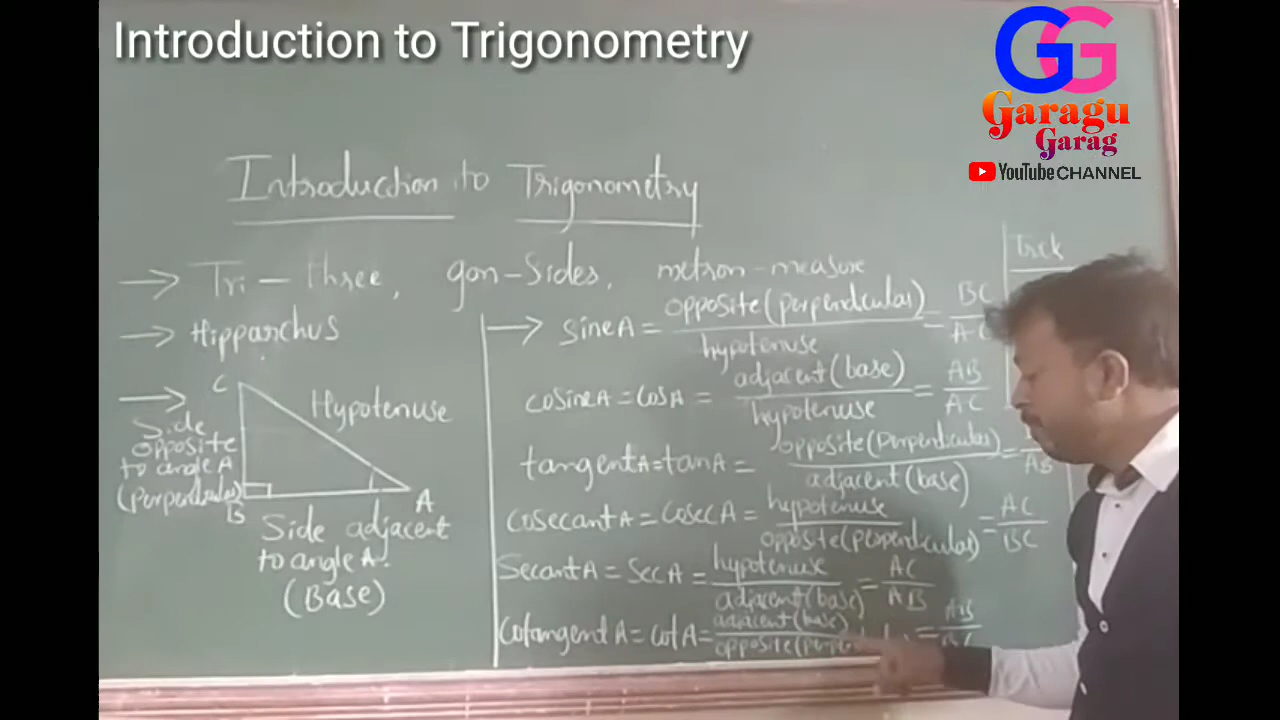 Introduction to Trigonometry
GG
Garagu
Garag
YouTube CHANNEL
Introduction to Trigonometry
→ Tri - three, gon - Sides, metron - measure
→ Hipparchus
C
Hypotenuse
Side
opposite
to angle A
(perpendicular)
B
A
Side adjacent
to angle A.
(Base)
→ sine A = opposite (perpendicular) / hypotenuse = BC / AC
cosine A = cos A = adjacent (base) / hypotenuse = AB / AC
tangent A = tan A = opposite (perpendicular) / adjacent (base) = / AB
cosecant A = cosec A = hypotenuse / opposite (perpendicular) = AC / BC
Secant A = Sec A = hypotenuse / adjacent (base) = AC / AB
Cotangent A = Cot A = adjacent (base) / opposite = AB / BC
Trick